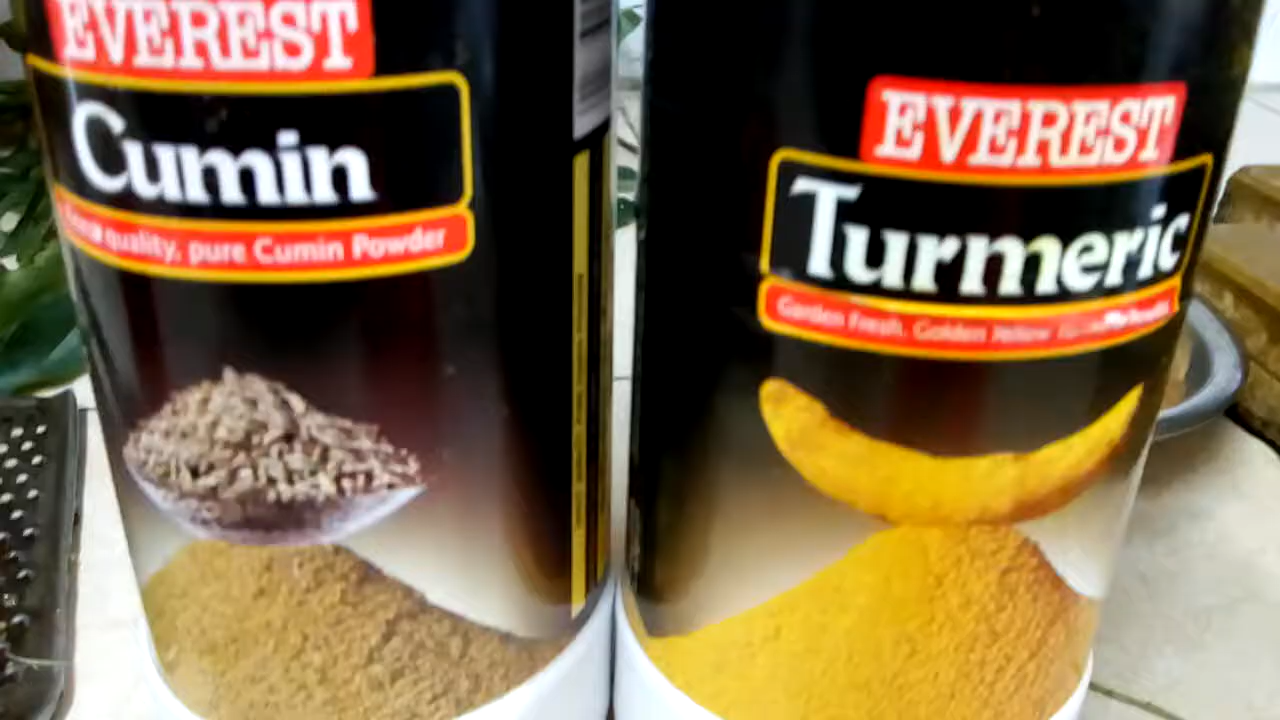 EVEREST
Cumin
quality, pure Cumin Powder
EVEREST
Turmeric
Garden Fresh, Golden Yellow